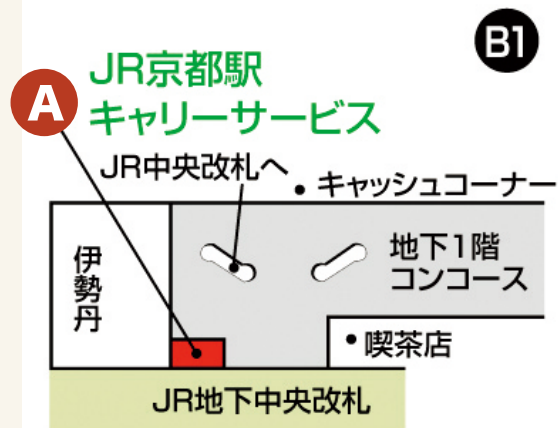 B1
A
JR京都駅
キャリーサービス
JR中央改札へ
キャッシュコーナー
伊勢丹
地下1階
コンコース
喫茶店
JR地下中央改札